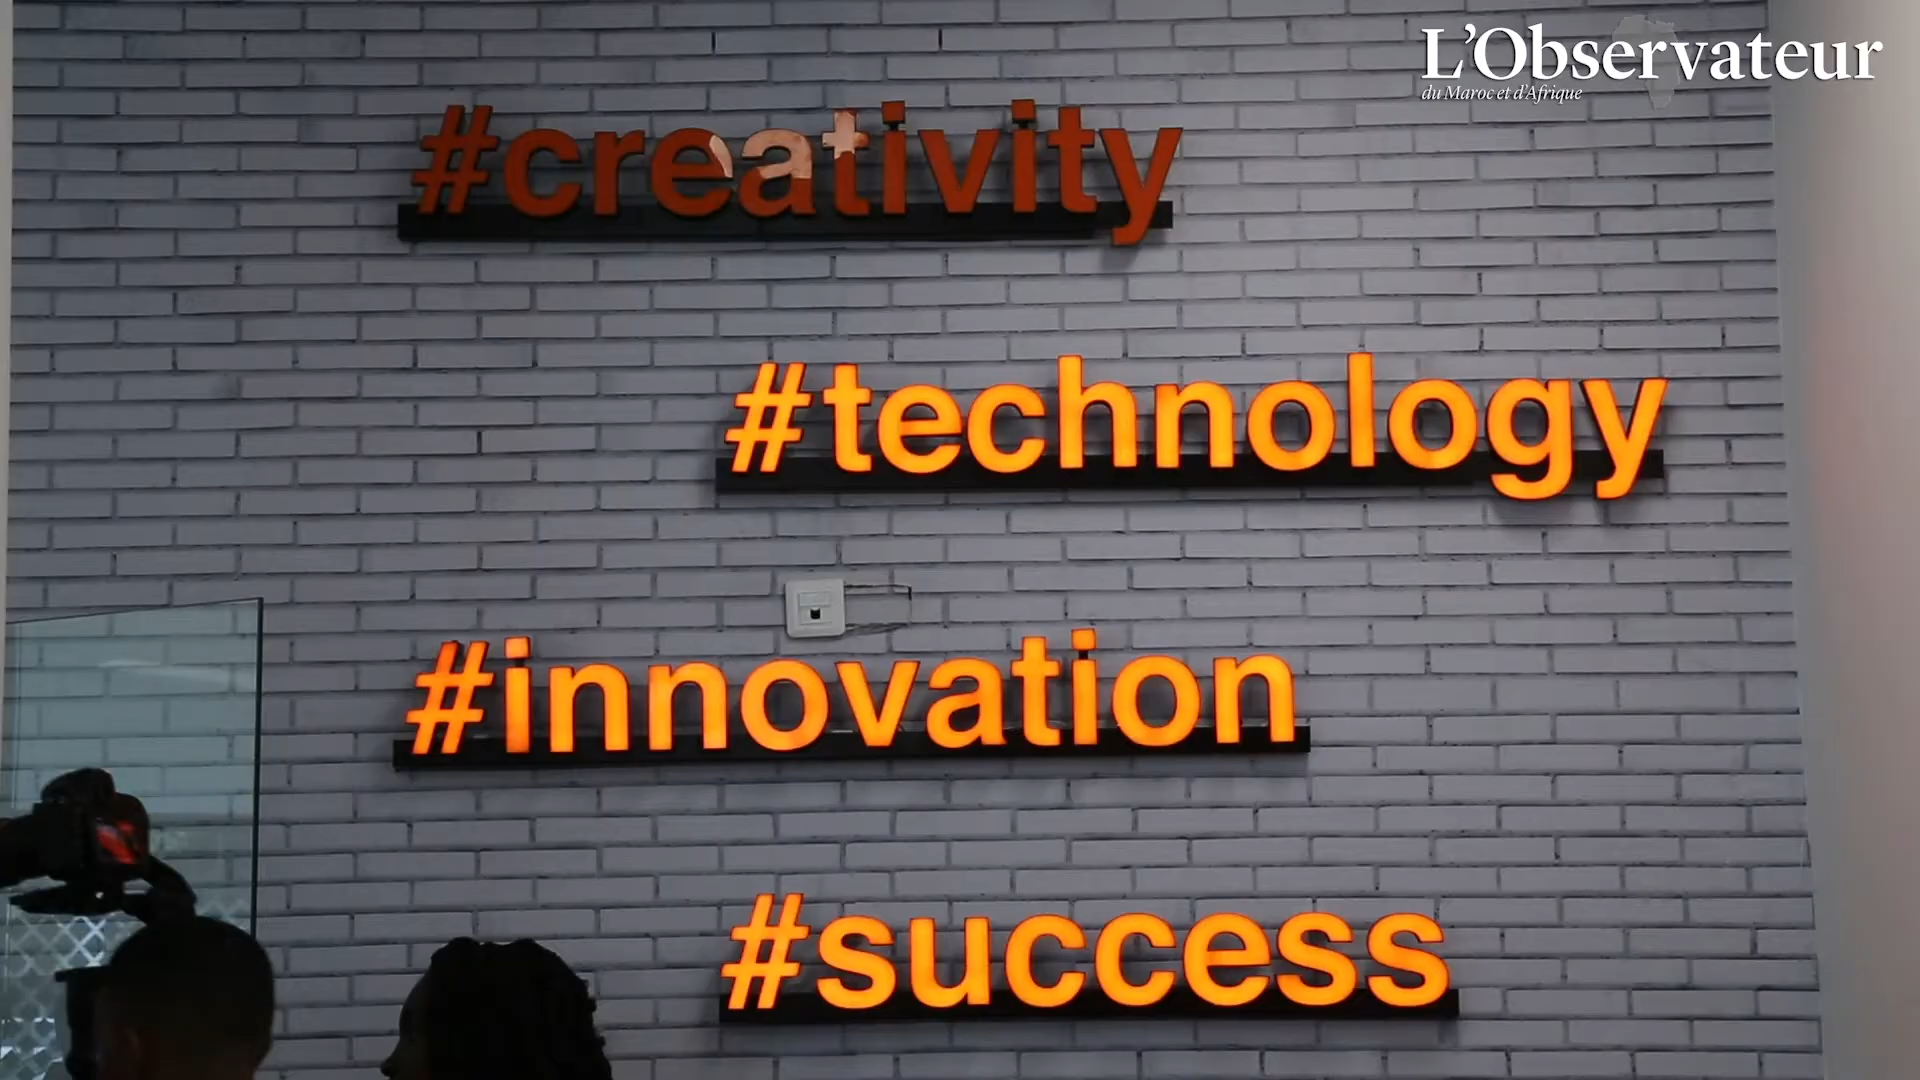 L'Observateur
du Maroc et d'Afrique
#creativity
#technology
#innovation
#success